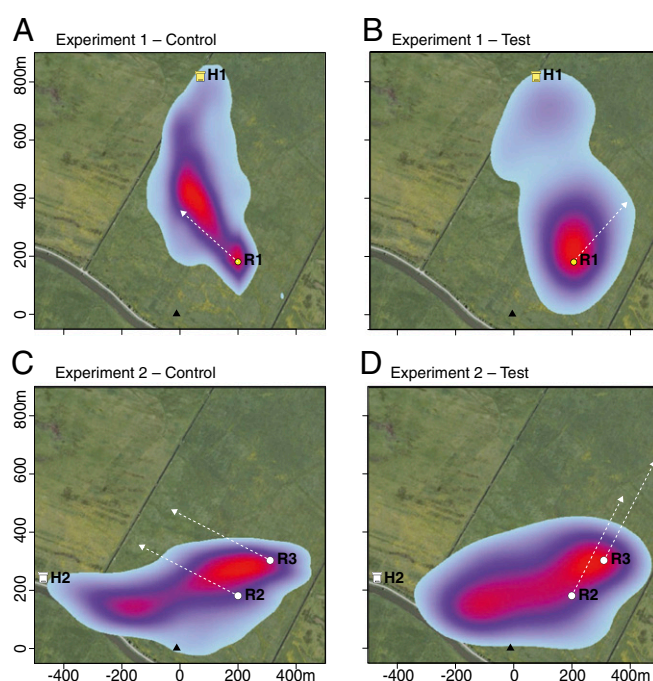 A
Experiment 1 – Control
B
Experiment 1 – Test
800m
600
400
200
0
H1
R1
H1
R1
C
Experiment 2 – Control
D
Experiment 2 – Test
800m
600
400
200
0
H2
R3
R2
H2
R3
R2
-400 -200 0 200 400m
-400 -200 0 200 400m